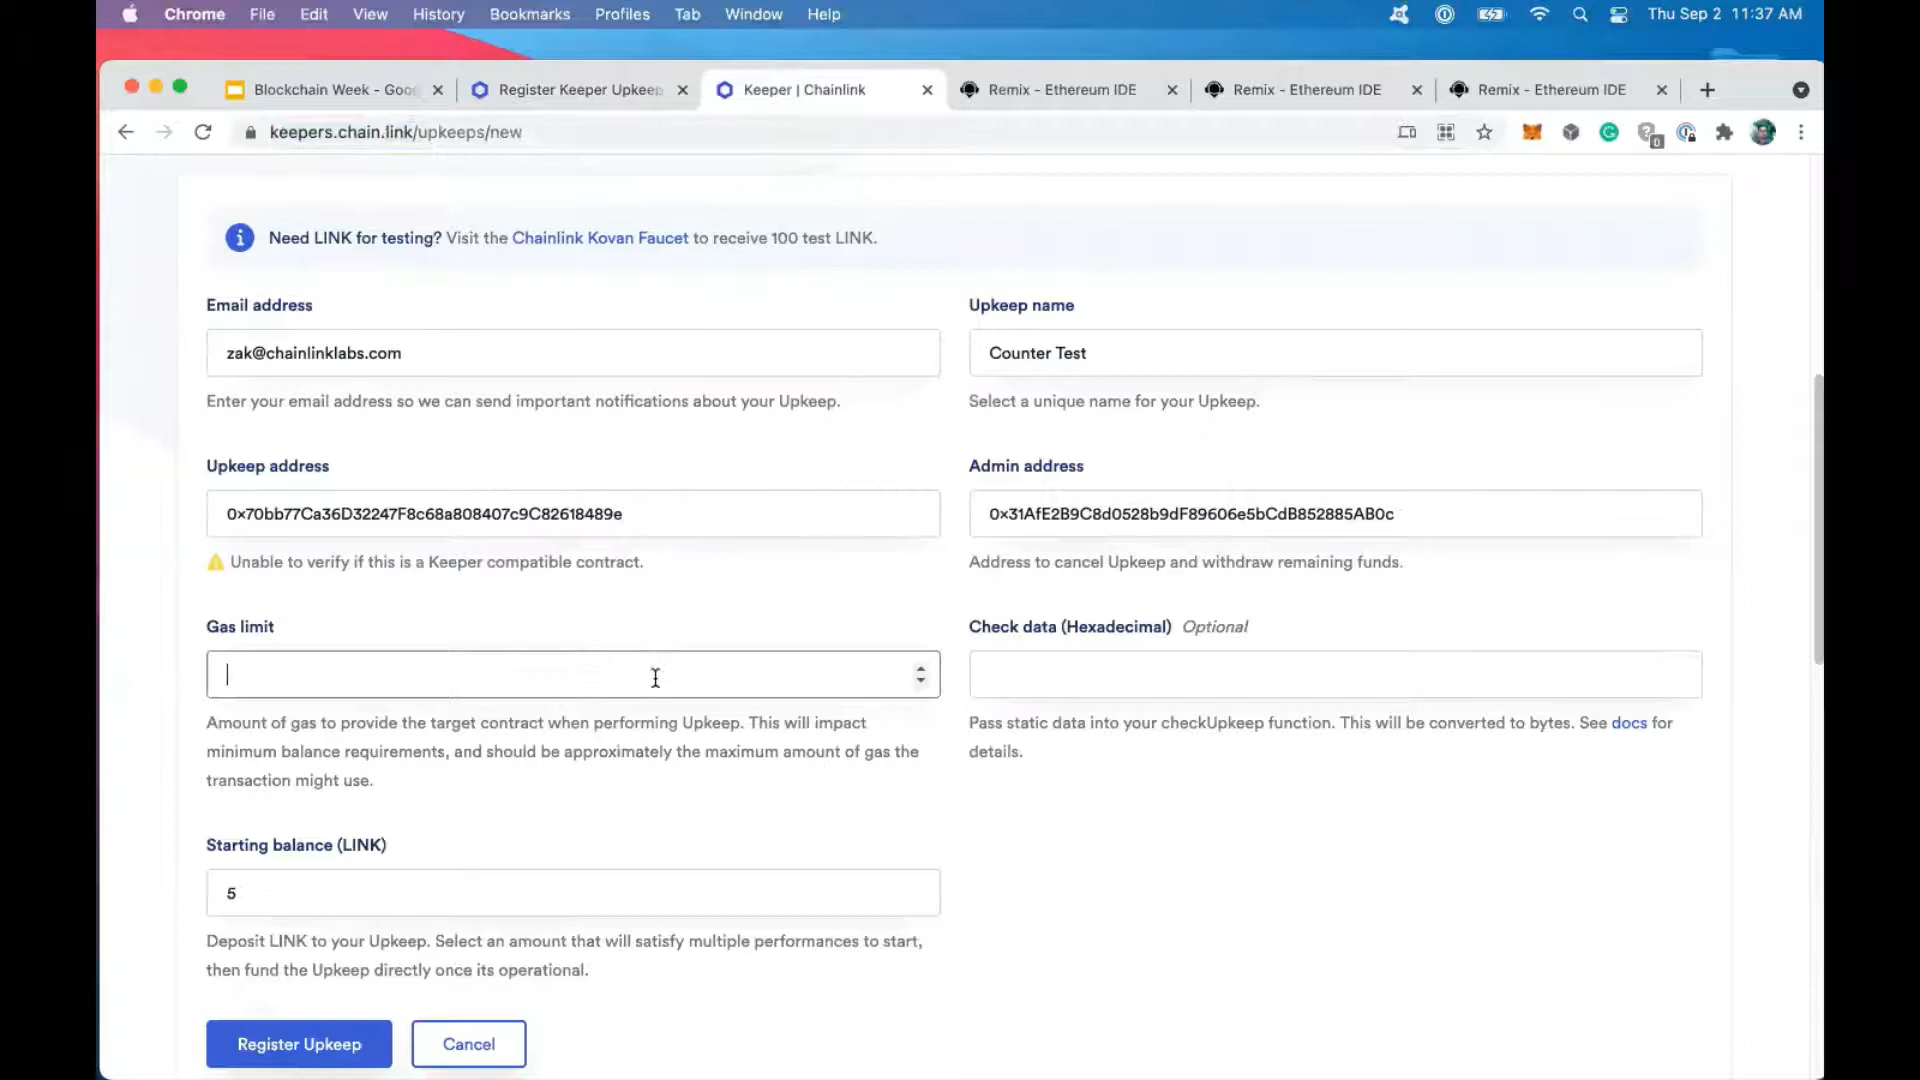 Chrome File Edit View History Bookmarks Profiles Tab Window Help Thu Sep 2 11:37 AM
Blockchain Week - Goo Register Keeper Upkeep Keeper | Chainlink Remix - Ethereum IDE Remix - Ethereum IDE Remix - Ethereum IDE
keepers.chain.link/upkeeps/new 0
Need LINK for testing? Visit the Chainlink Kovan Faucet to receive 100 test LINK.
Email address
zak@chainlinklabs.com
Enter your email address so we can send important notifications about your Upkeep.
Upkeep name
Counter Test
Select a unique name for your Upkeep.
Upkeep address
0x70bb77Ca36D32247F8c68a808407c9C82618489e
Unable to verify if this is a Keeper compatible contract.
Admin address
0x31AfE2B9C8d0528b9dF89606e5bCdB852885AB0c
Address to cancel Upkeep and withdraw remaining funds.
Gas limit
Amount of gas to provide the target contract when performing Upkeep. This will impact
minimum balance requirements, and should be approximately the maximum amount of gas the
transaction might use.
Check data (Hexadecimal) Optional
Pass static data into your checkUpkeep function. This will be converted to bytes. See docs for
details.
Starting balance (LINK)
5
Deposit LINK to your Upkeep. Select an amount that will satisfy multiple performances to start,
then fund the Upkeep directly once its operational.
Register Upkeep Cancel